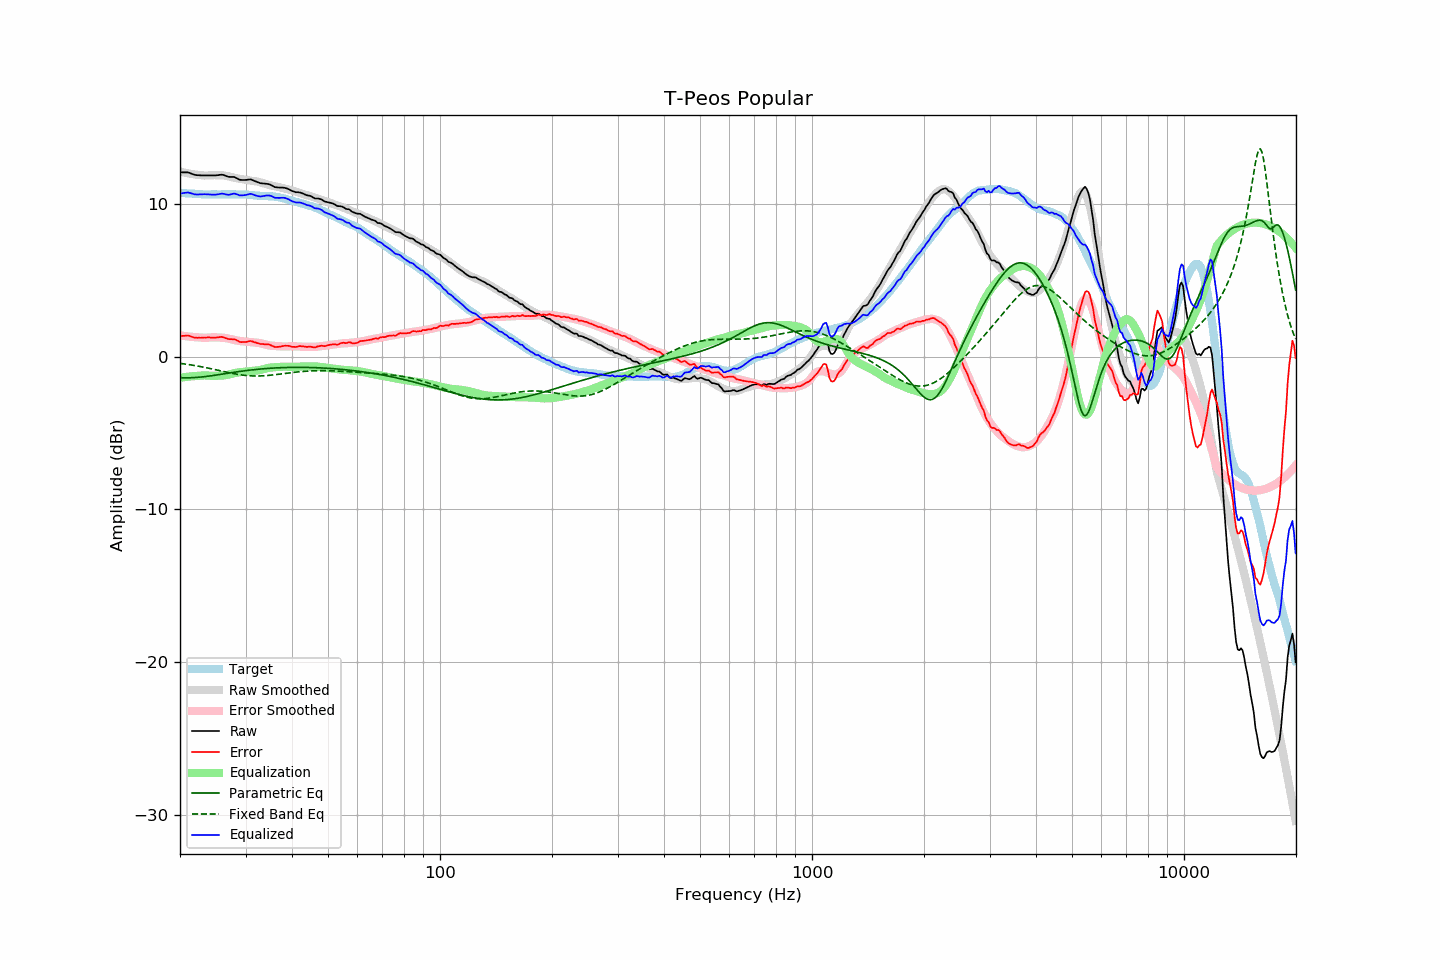 T-Peos Popular
Amplitude (dBr)
10
0
−10
−20
−30
Target
Raw Smoothed
Error Smoothed
Raw
Error
Equalization
Parametric Eq
Fixed Band Eq
Equalized
100
1000
10000
Frequency (Hz)